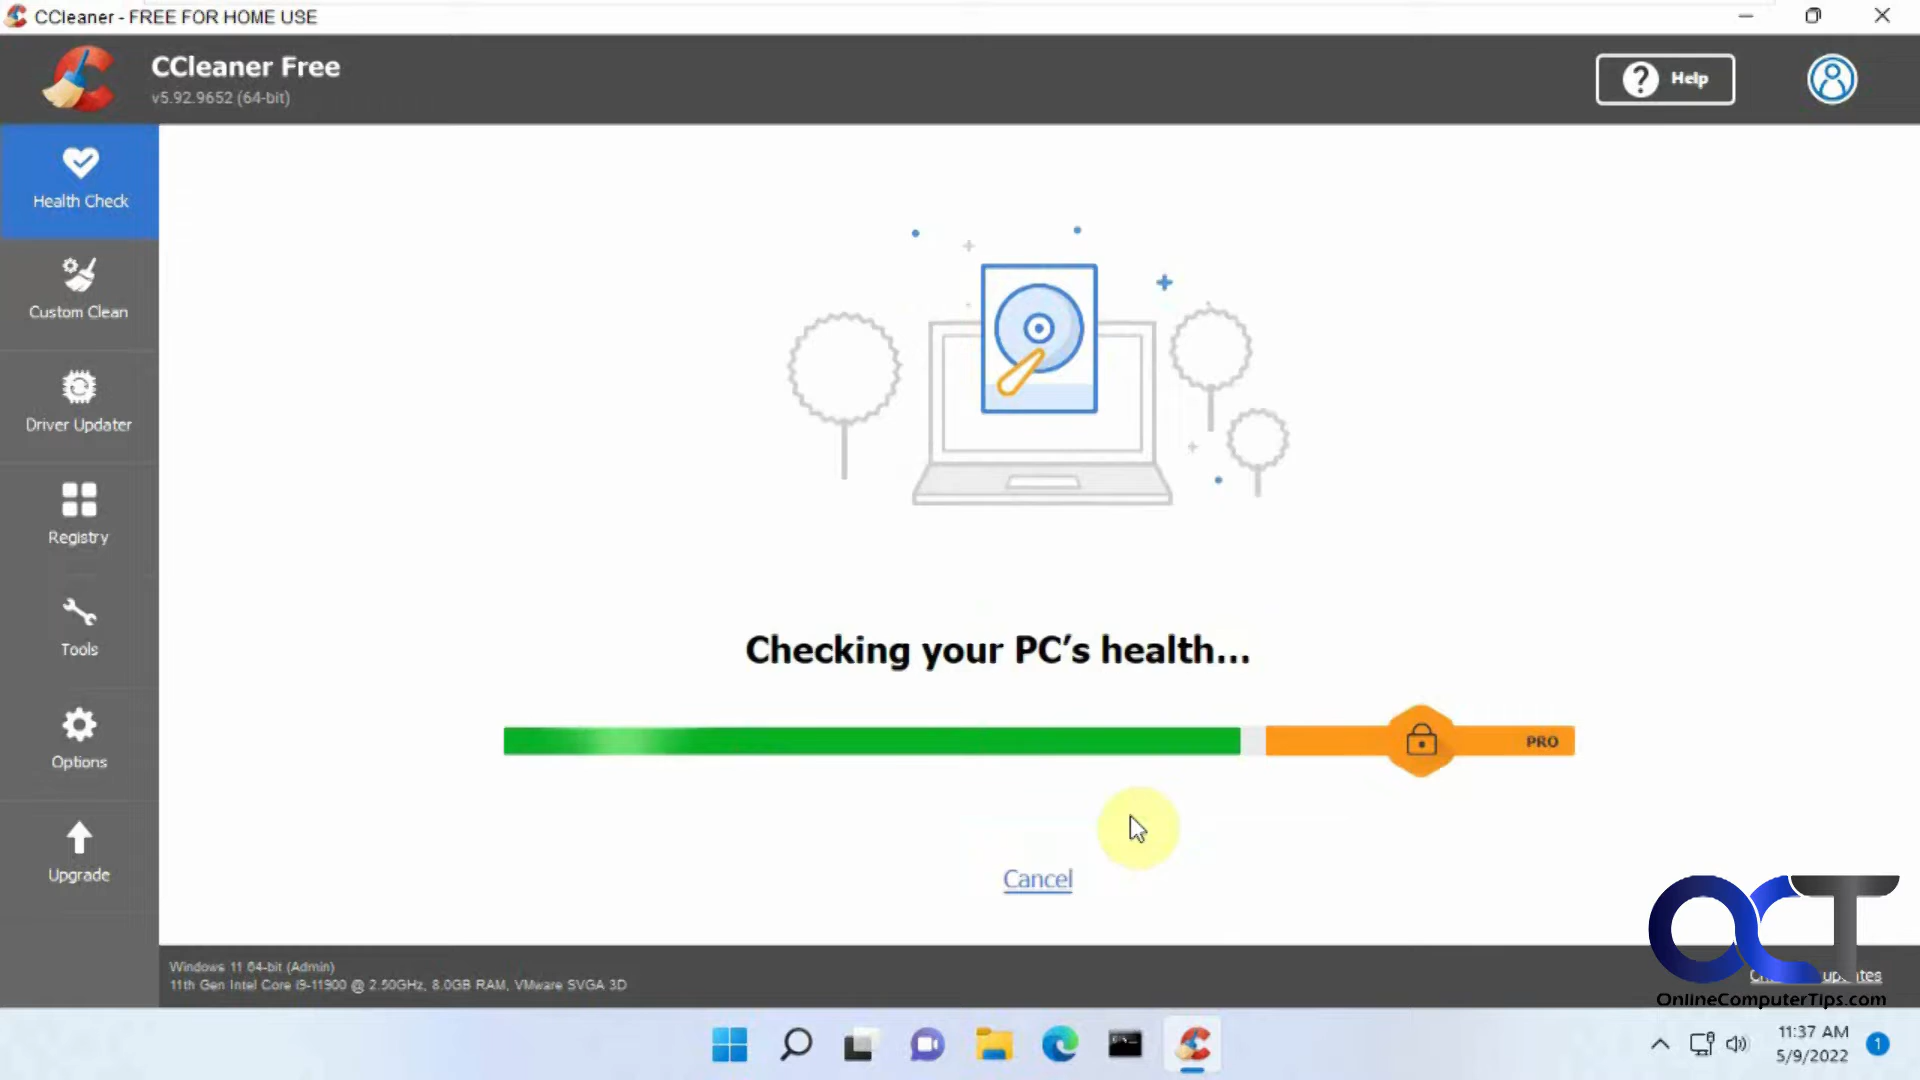 CCleaner - FREE FOR HOME USE
CCleaner Free
v5.92.9652 (64-bit)
Help
Health Check
Custom Clean
Driver Updater
Registry
Tools
Options
Upgrade
Checking your PC's health...
PRO
Cancel
Windows 11 64-bit (Admin)
11th Gen Intel Core i9-11900 @ 2.50GHz, 8.0GB RAM, VMware SVGA 3D
OCT
OnlineComputerTips.com
11:37 AM
5/9/2022
1